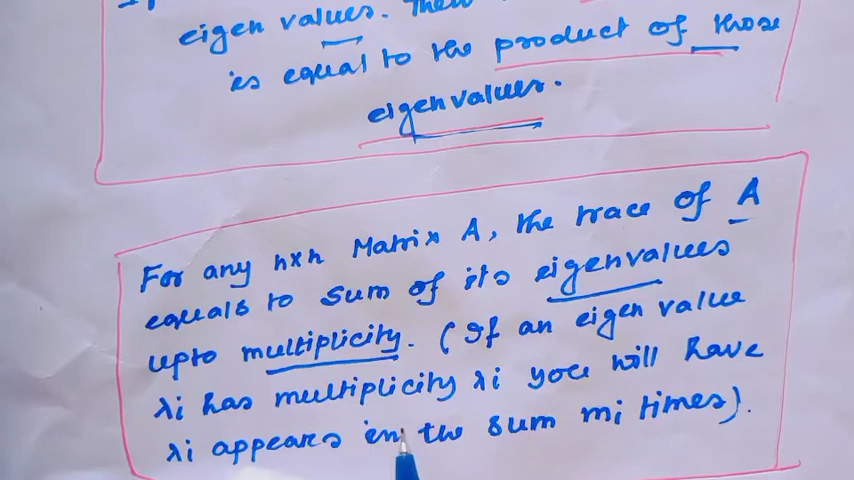 eigen values. Then
is equal to the product of those
eigenvalues.
For any nxn Matrix A, the trace of A
equals to sum of its eigenvalues
upto multiplicity. (If an eigen value
λi has multiplicity λi you will have
λi appears in the sum mi times).